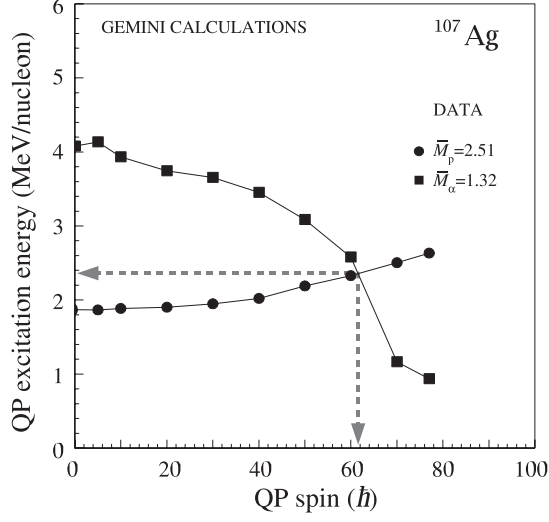 GEMINI CALCULATIONS
¹⁰⁷Ag
DATA
M̅ₚ=2.51
M̅α=1.32
QP excitation energy (MeV/nucleon)
6
5
4
3
2
1
0
0 20 40 60 80 100
QP spin (ℏ)